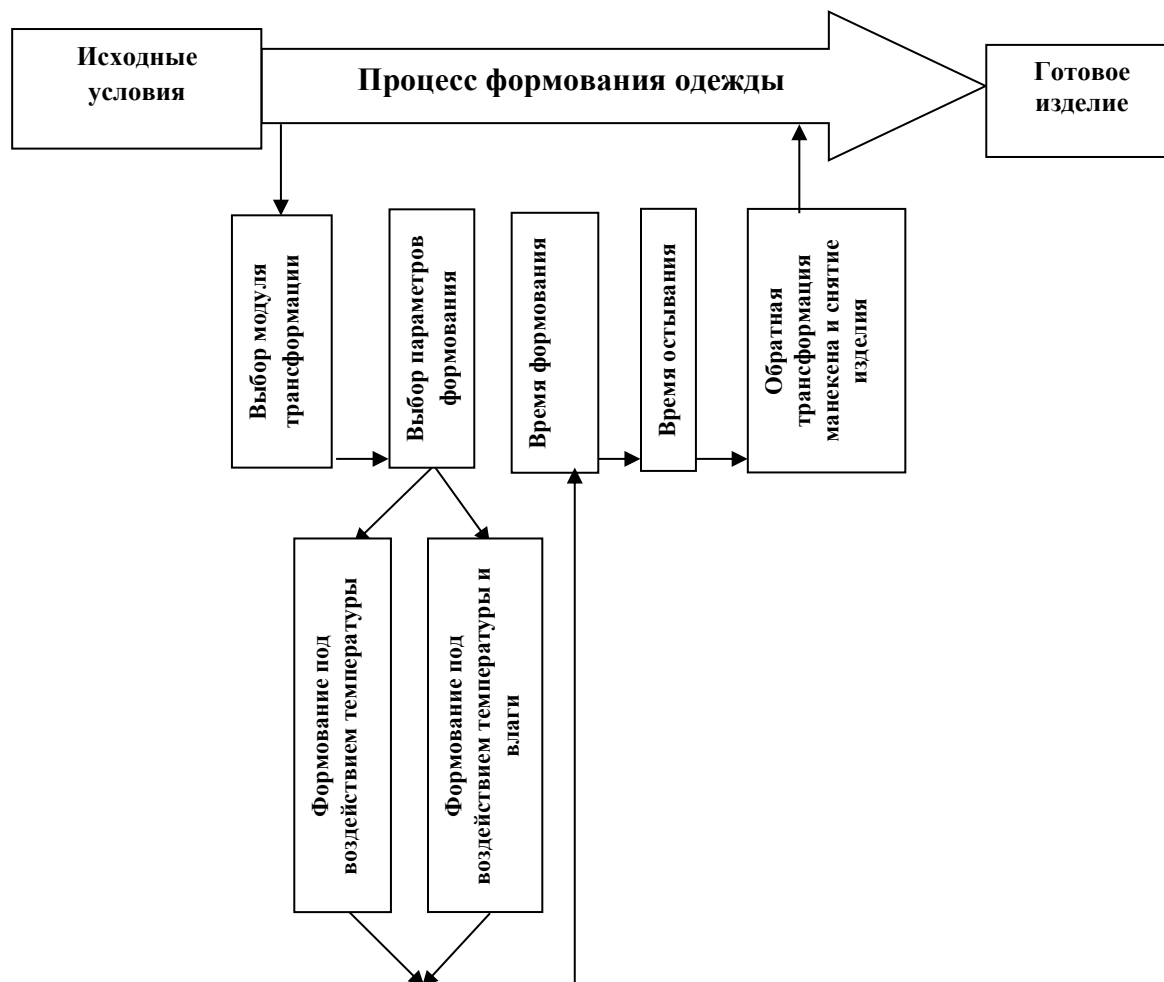 Исходные
условия
Процесс формования одежды
Готовое
изделие
Выбор модуля
трансформации
Выбор параметров
формования
Время формования
Время остывания
Обратная
трансформация
манекена и снятие
изделия
Формование под
воздействием температуры
Формование под
воздействием температуры и
влаги